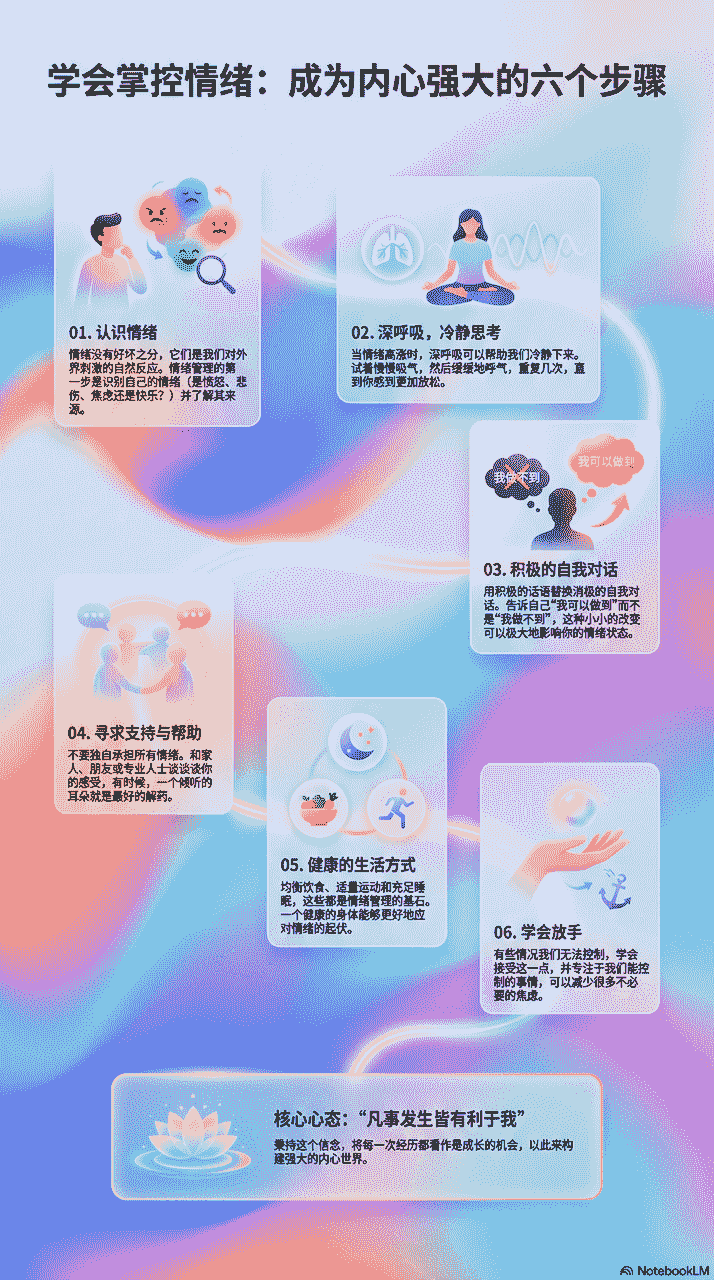 学会掌控情绪：成为内心强大的六个步骤
01. 认识情绪
情绪没有好坏之分，它们是我们对外
界刺激的自然反应。情绪管理的第
一步是识别自己的情绪（是愤怒、悲
伤、焦虑还是快乐？）并了解其来
源。
02. 深呼吸，冷静思考
当情绪高涨时，深呼吸可以帮助我们冷静下来。
试着慢慢吸气，然后缓缓地呼气，重复几次，直
到你感到更加放松。
我做不到
我可以做到
03. 积极的自我对话
用积极的话语替换消极的自我对
话。告诉自己“我可以做到”而不
是“我做不到”，这种小小的改变
可以极大地影响你的情绪状态。
04. 寻求支持与帮助
不要独自承担所有情绪。和家
人、朋友或专业人士谈谈谈你
的感受，有时候，一个倾听的
耳朵就是最好的解药。
05. 健康的生活方式
均衡饮食、适量运动和充足睡
眠，这些都是情绪管理的基石。
一个健康的身体能够更好地应
对情绪的起伏。
06. 学会放手
有些情况我们无法控制，学会
接受这一点，并专注于我们能控
制的事情，可以减少很多不必
要的焦虑。
核心心态：“凡事发生皆有利于我”
秉持这个信念，将每一次经历都看作是成长的机会，以此来构
建强大的内心世界。
NotebookLM